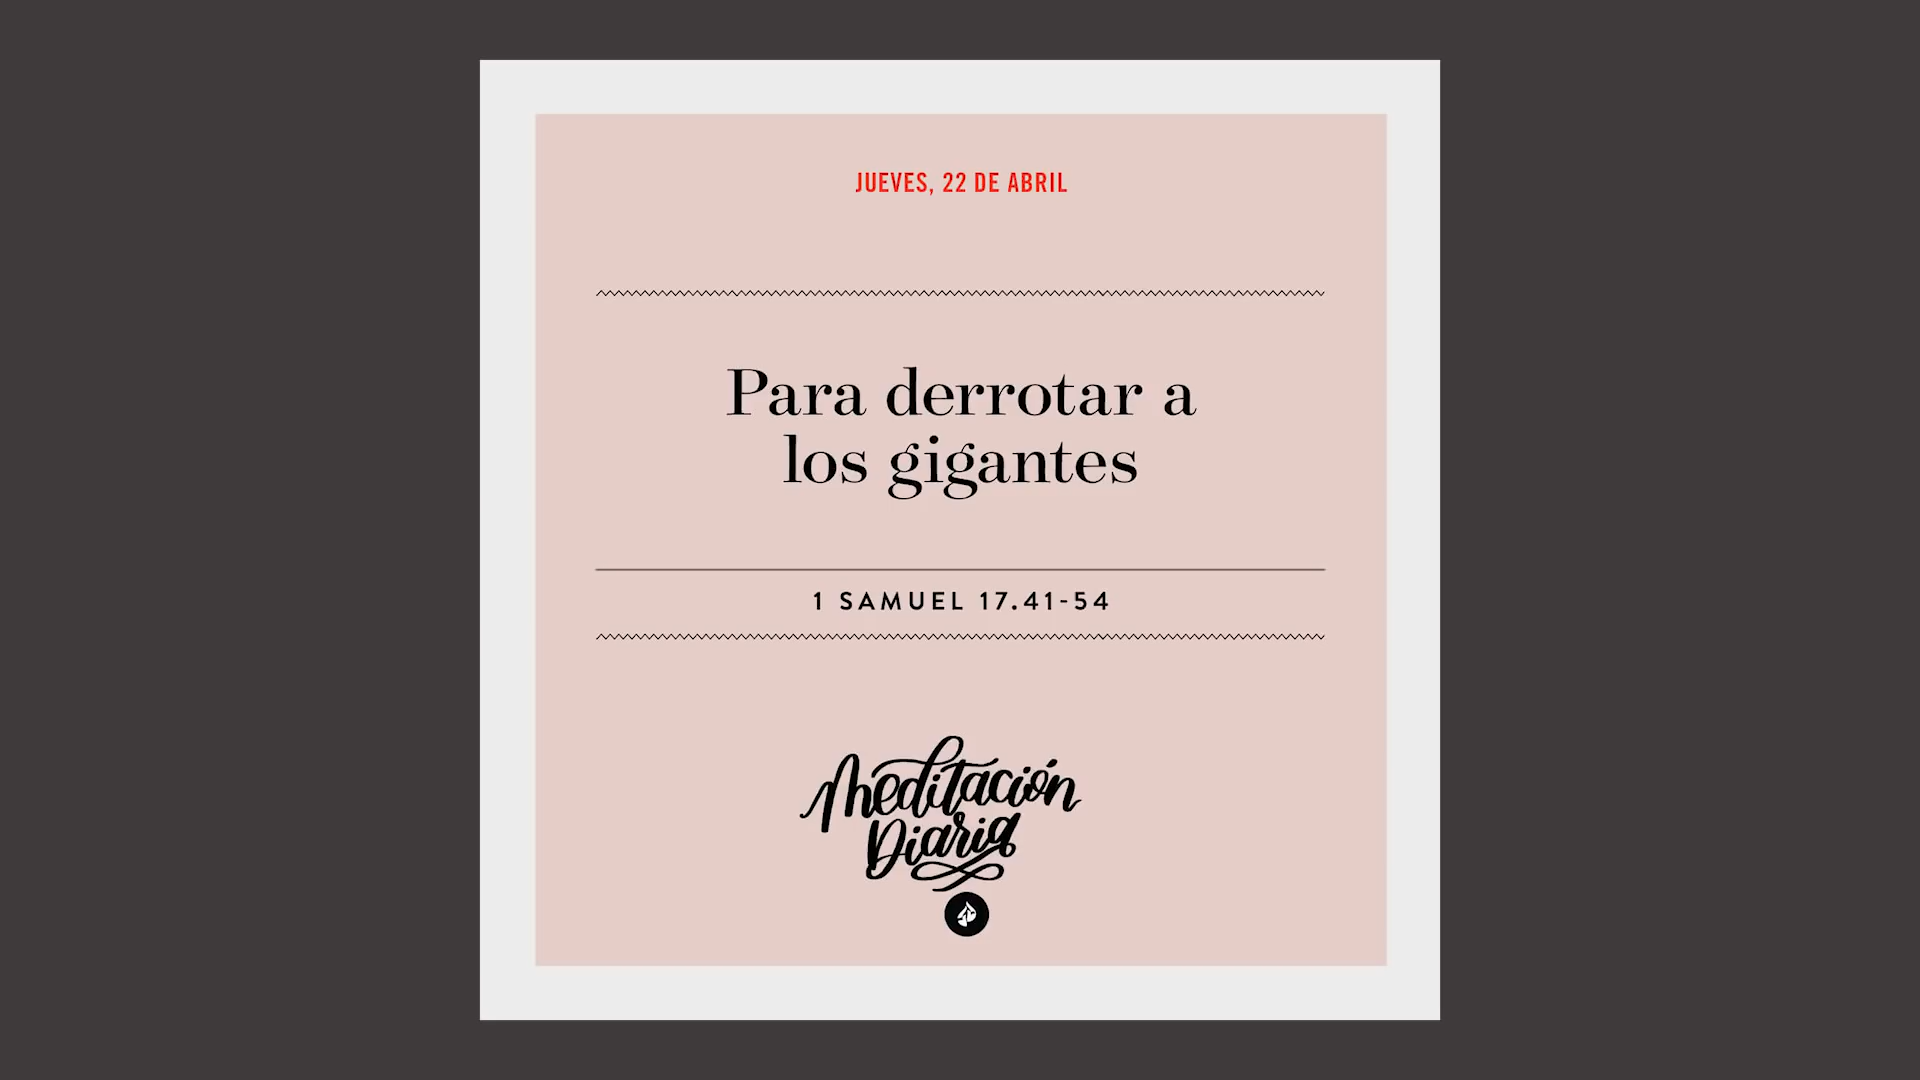 JUEVES, 22 DE ABRIL
Para derrotar a
los gigantes
1 SAMUEL 17.41-54
Meditación
Diaria